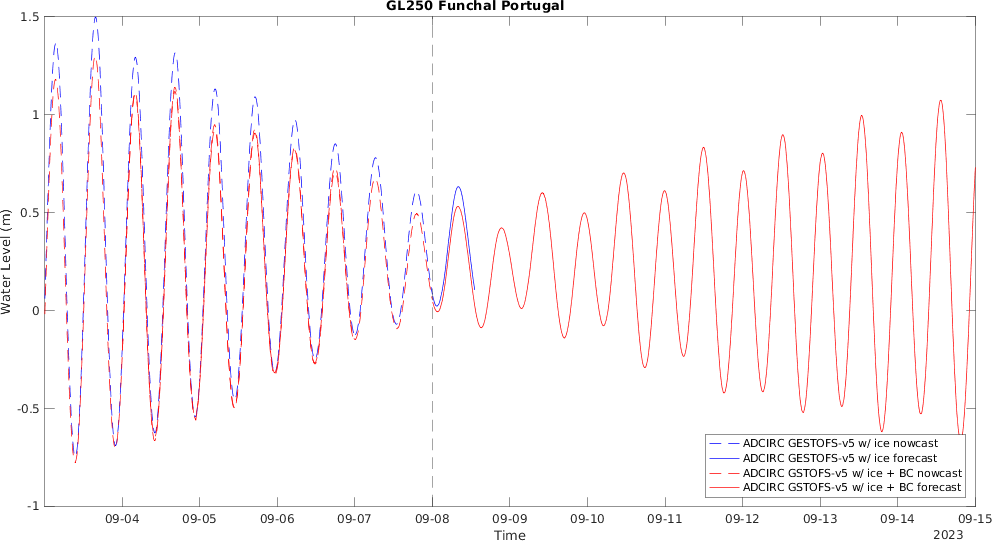 GL250 Funchal Portugal
1.5
1
0.5
0
-0.5
-1
Water Level (m)
09-04
09-05
09-06
09-07
09-08
09-09
09-10
09-11
09-12
09-13
09-14
09-15
Time
2023
ADCIRC GESTOFS-v5 w/ ice nowcast
ADCIRC GESTOFS-v5 w/ ice forecast
ADCIRC GSTOFS-v5 w/ ice + BC nowcast
ADCIRC GSTOFS-v5 w/ ice + BC forecast